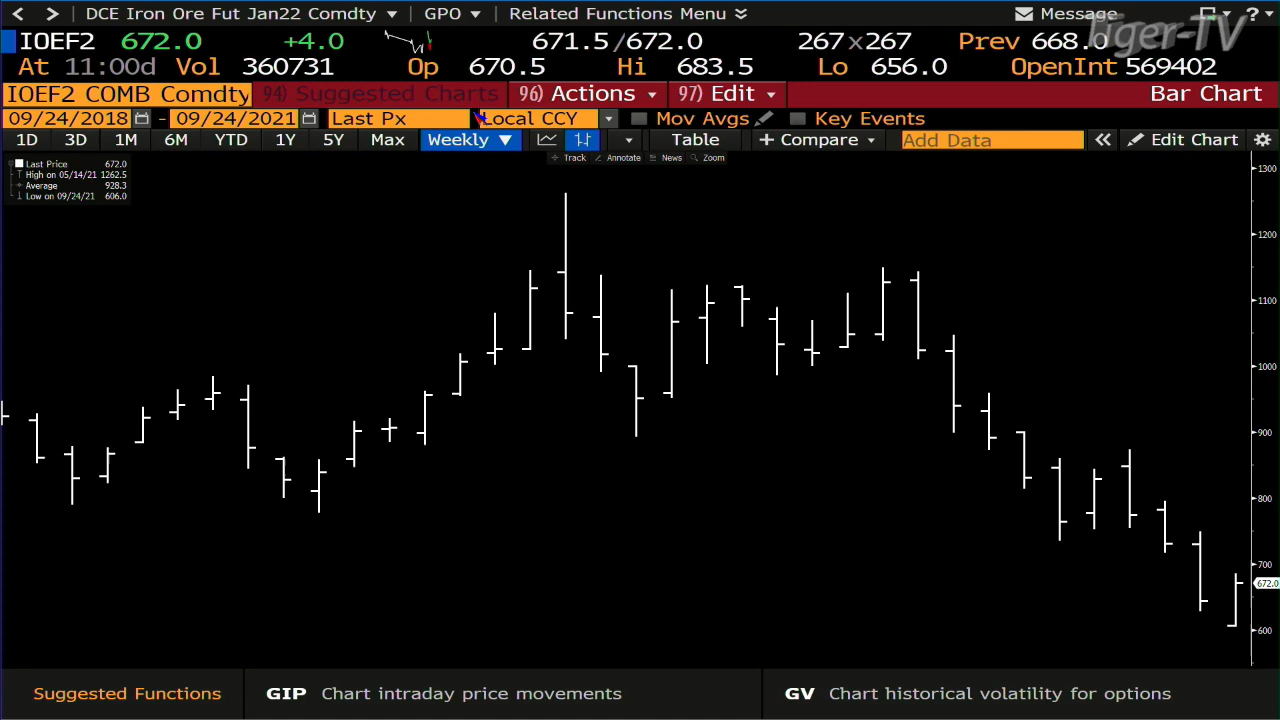 DCE Iron Ore Fut Jan22 Comdty GPO Related Functions Menu Message ?
Tiger-TV
IOEF2 672.0 +4.0 671.5/672.0 267x267 Prev 668.0
At 11:00d Vol 360731 Op 670.5 Hi 683.5 Lo 656.0 OpenInt 569402
IOEF2 COMB Comdty 94) Suggested Charts 96) Actions 97) Edit Bar Chart
09/24/2018 - 09/24/2021 Last Px Local CCY Mov Avgs Key Events
1D 3D 1M 6M YTD 1Y 5Y Max Weekly Table + Compare Add Data Edit Chart
Track Annotate News Zoom
Last Price 672.0
High on 05/14/21 1262.5
Average 928.3
Low on 09/24/21 606.0
1300
1200
1100
1000
900
800
700
672.0
600
Suggested Functions GIP Chart intraday price movements GV Chart historical volatility for options